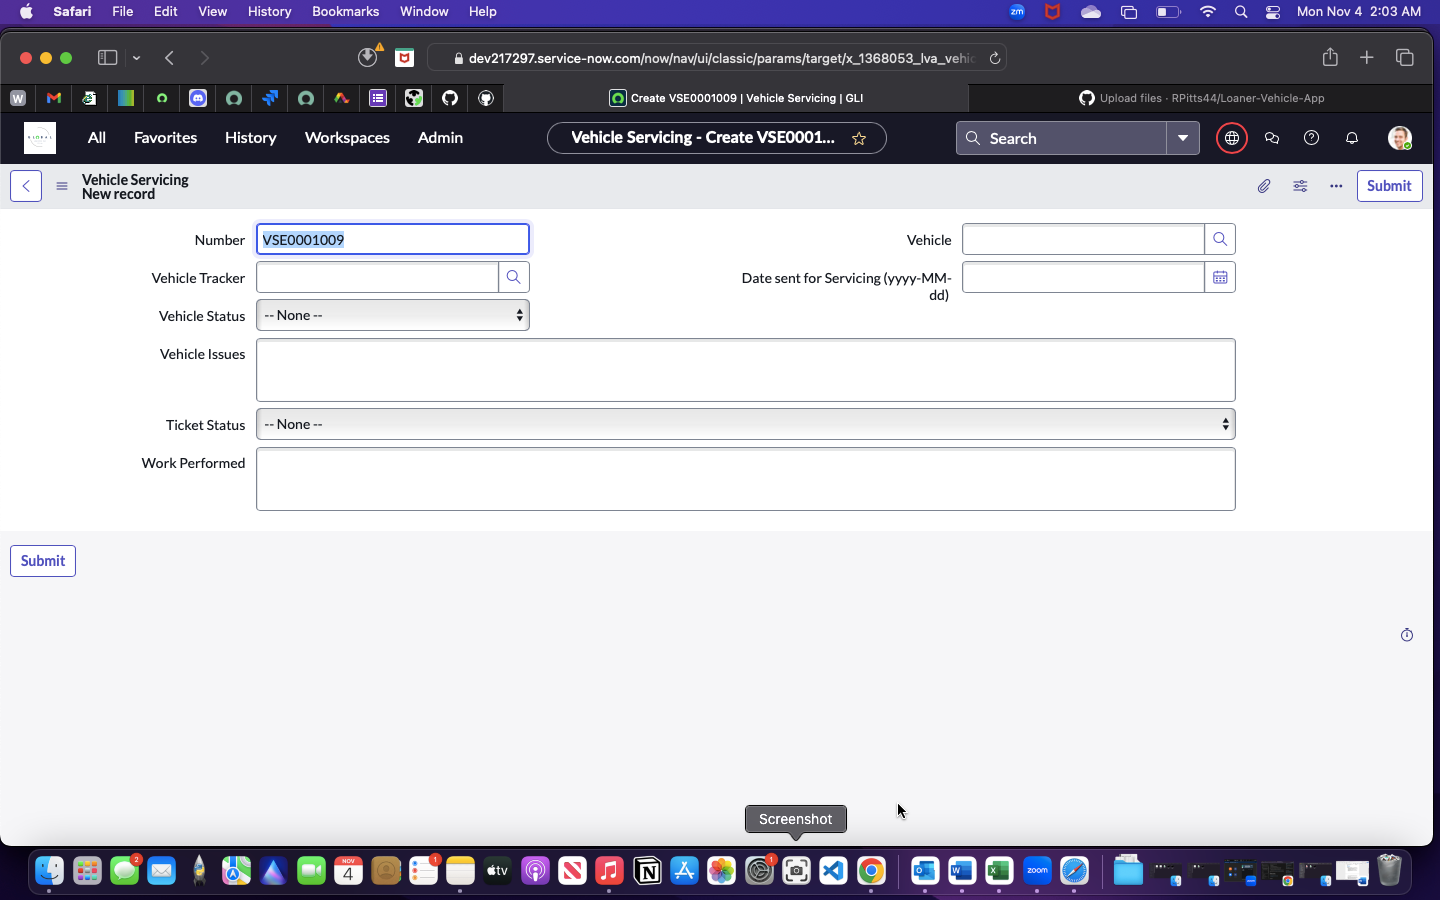 Safari File Edit View History Bookmarks Window Help zm Mon Nov 4 2:03 AM
dev217297.service-now.com/now/nav/ui/classic/params/target/x_1368053_lva_vehic
W Create VSE0001009 | Vehicle Servicing | GLI Upload files · RPitts44/Loaner-Vehicle-App
All Favorites History Workspaces Admin Vehicle Servicing - Create VSE0001... Search
Vehicle Servicing
New record
Submit
Number VSE0001009 Vehicle
Vehicle Tracker Date sent for Servicing (yyyy-MM-
dd)
Vehicle Status -- None --
Vehicle Issues
Ticket Status -- None --
Work Performed
Submit
Screenshot
2 NOV 4 1 tv 1 zoom